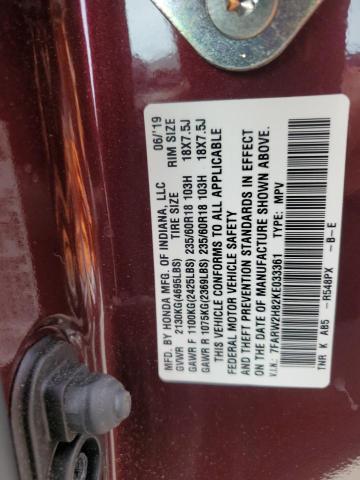 MFD. BY HONDA MFG. OF INDIANA, LLC 06/'19
TIRE SIZE RIM SIZE
GVWR 2130KG(4695LBS)
GAWR F 1100KG(2425LBS) 235/60R18 103H 18X7.5J
GAWR R 1075KG(2369LBS) 235/60R18 103H 18X7.5J
THIS VEHICLE CONFORMS TO ALL APPLICABLE
FEDERAL MOTOR VEHICLE SAFETY
AND THEFT PREVENTION STANDARDS IN EFFECT
ON THE DATE OF MANUFACTURE SHOWN ABOVE.
V.I.N.: 7FARW2H82KE033361 TYPE: MPV
TNR K AB5 -R548PX -B-E